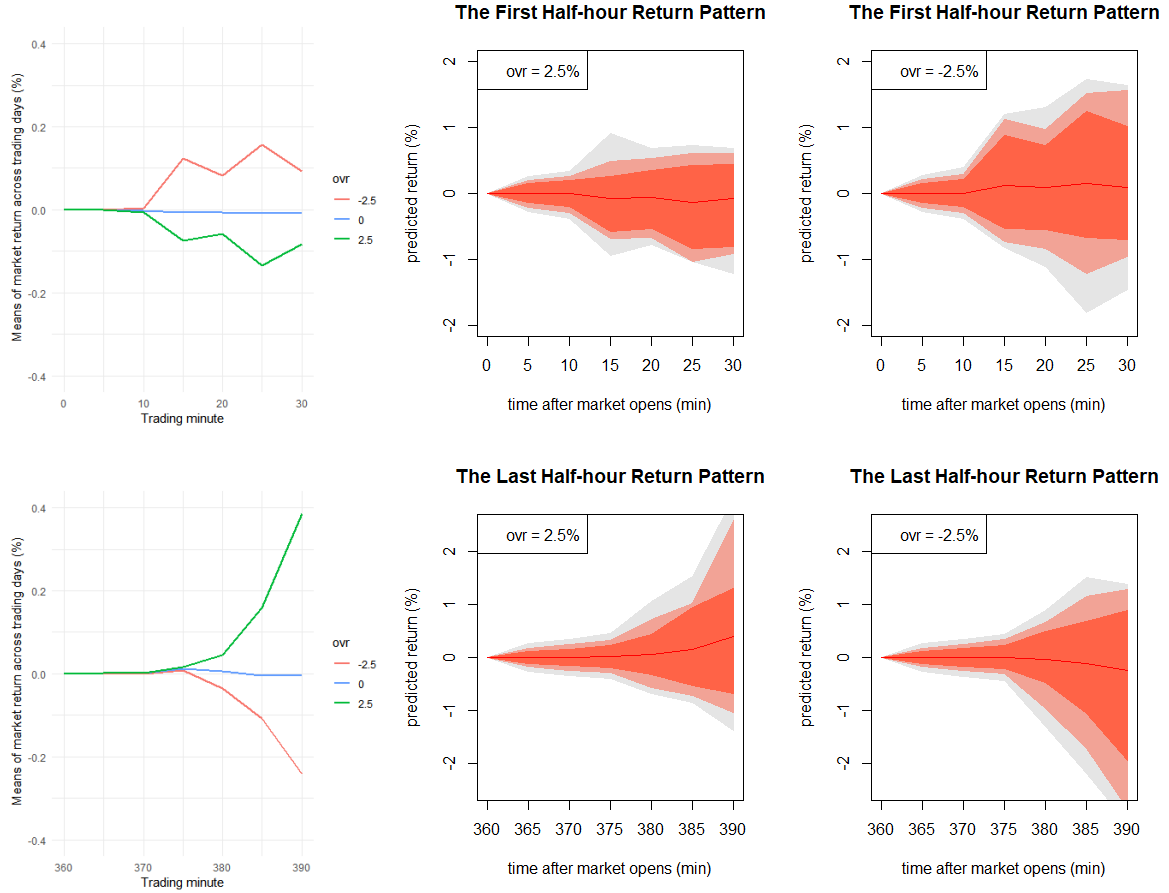 The First Half-hour Return Pattern
The First Half-hour Return Pattern
Means of market return across trading days (%)
0.4
0.2
0.0
-0.2
-0.4
0
10
20
30
Trading minute
ovr
-2.5
0
2.5
ovr = 2.5%
predicted return (%)
2
1
0
-1
-2
0 5 10 15 20 25 30
time after market opens (min)
ovr = -2.5%
predicted return (%)
2
1
0
-1
-2
0 5 10 15 20 25 30
time after market opens (min)
The Last Half-hour Return Pattern
The Last Half-hour Return Pattern
Means of market return across trading days (%)
0.4
0.2
0.0
-0.2
-0.4
360
370
380
390
Trading minute
ovr
-2.5
0
2.5
ovr = 2.5%
predicted return (%)
2
1
0
-1
-2
360 365 370 375 380 385 390
time after market opens (min)
ovr = -2.5%
predicted return (%)
2
1
0
-1
-2
360 365 370 375 380 385 390
time after market opens (min)